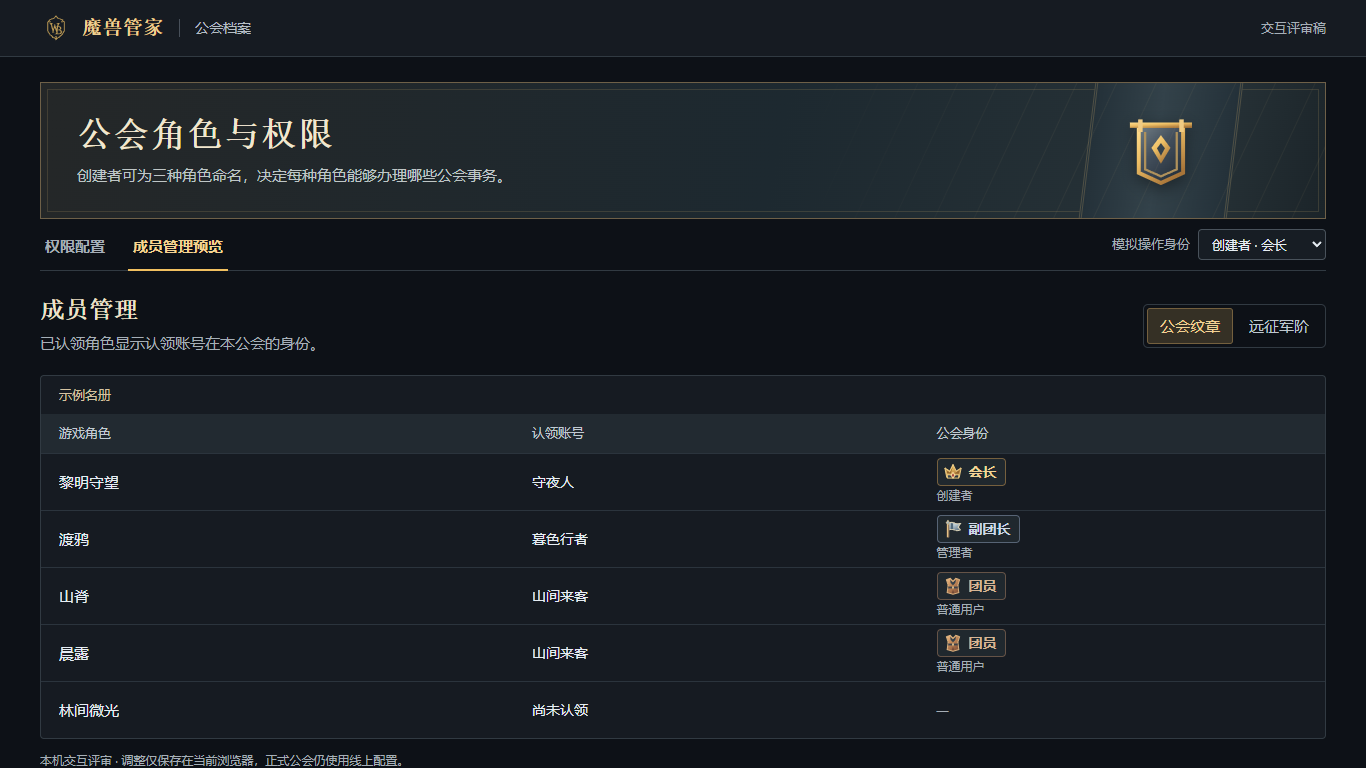 魔兽管家 公会档案 交互评审稿
公会角色与权限
创建者可为三种角色命名，决定每种角色能够办理哪些公会事务。
权限配置 成员管理预览 模拟操作身份 创建者 · 会长
成员管理
已认领角色显示认领账号在本公会的身份。
公会纹章 远征军阶
示例名册
游戏角色 认领账号 公会身份
黎明守望 守夜人 会长
创建者
渡鸦 暮色行者 副团长
管理者
山脊 山间来客 团员
普通用户
晨露 山间来客 团员
普通用户
林间微光 尚未认领 —
本机交互评审 · 调整仅保存在当前浏览器，正式公会仍使用线上配置。